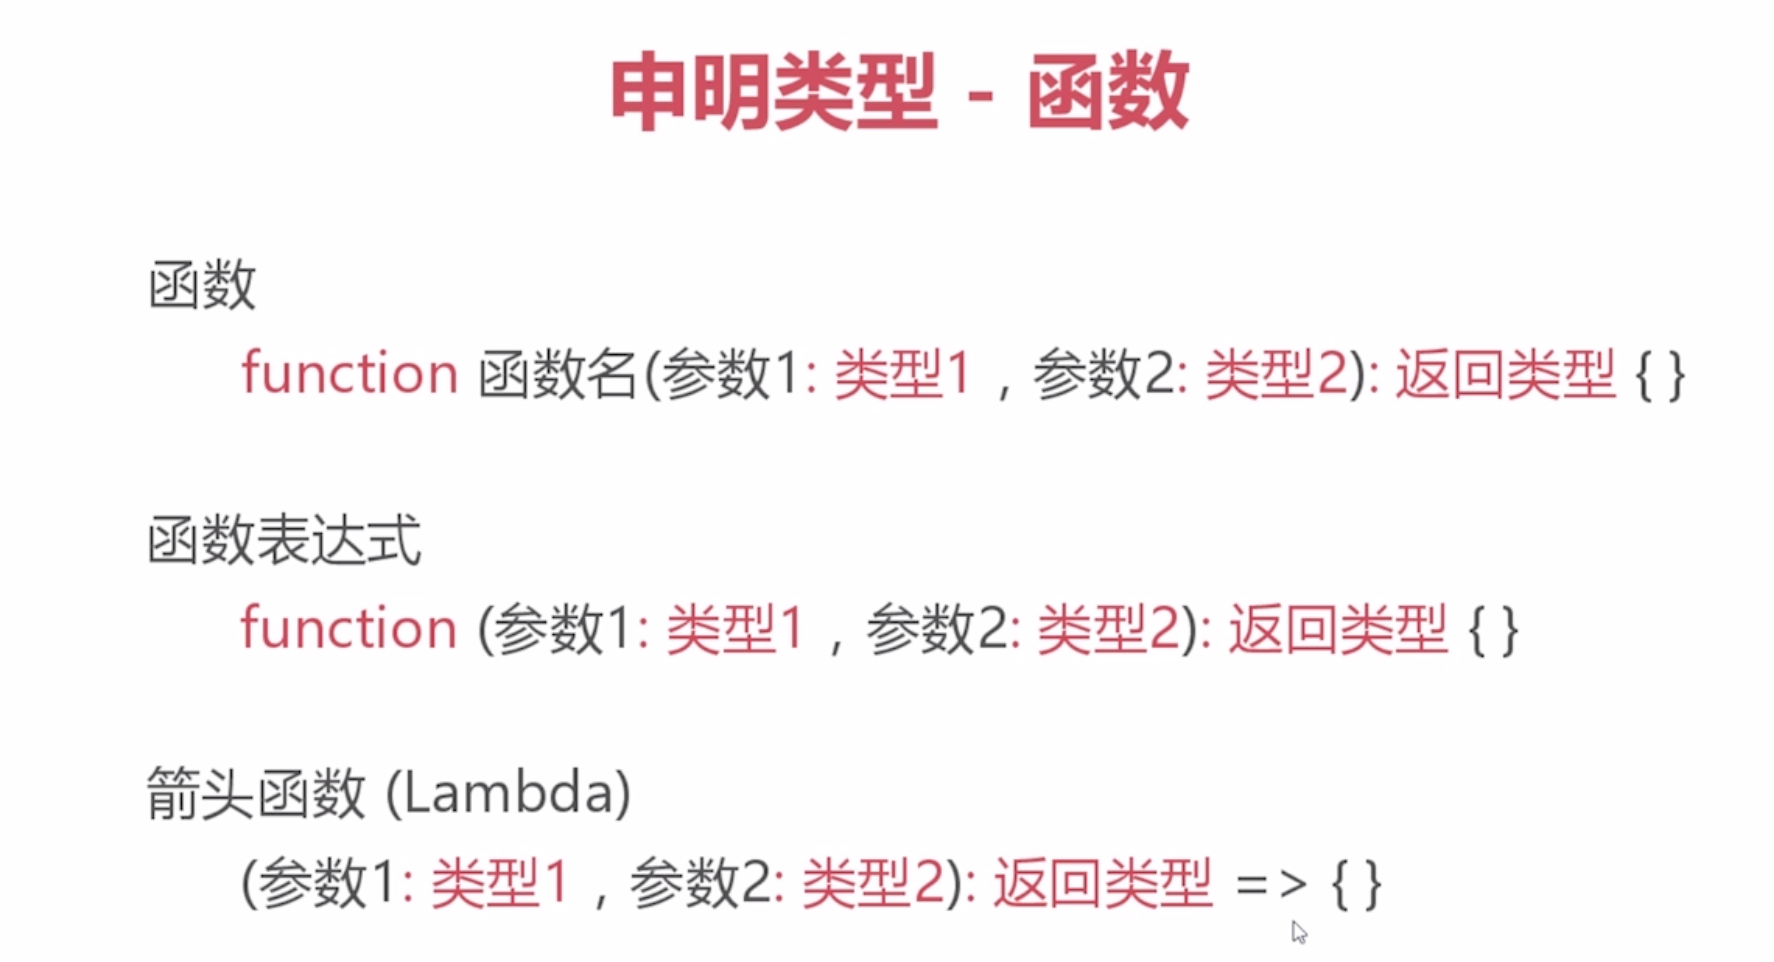 申明类型 - 函数
函数
function 函数名(参数1: 类型1 , 参数2: 类型2): 返回类型 { }
函数表达式
function (参数1: 类型1 , 参数2: 类型2): 返回类型 { }
箭头函数 (Lambda)
(参数1: 类型1 , 参数2: 类型2): 返回类型 => { }